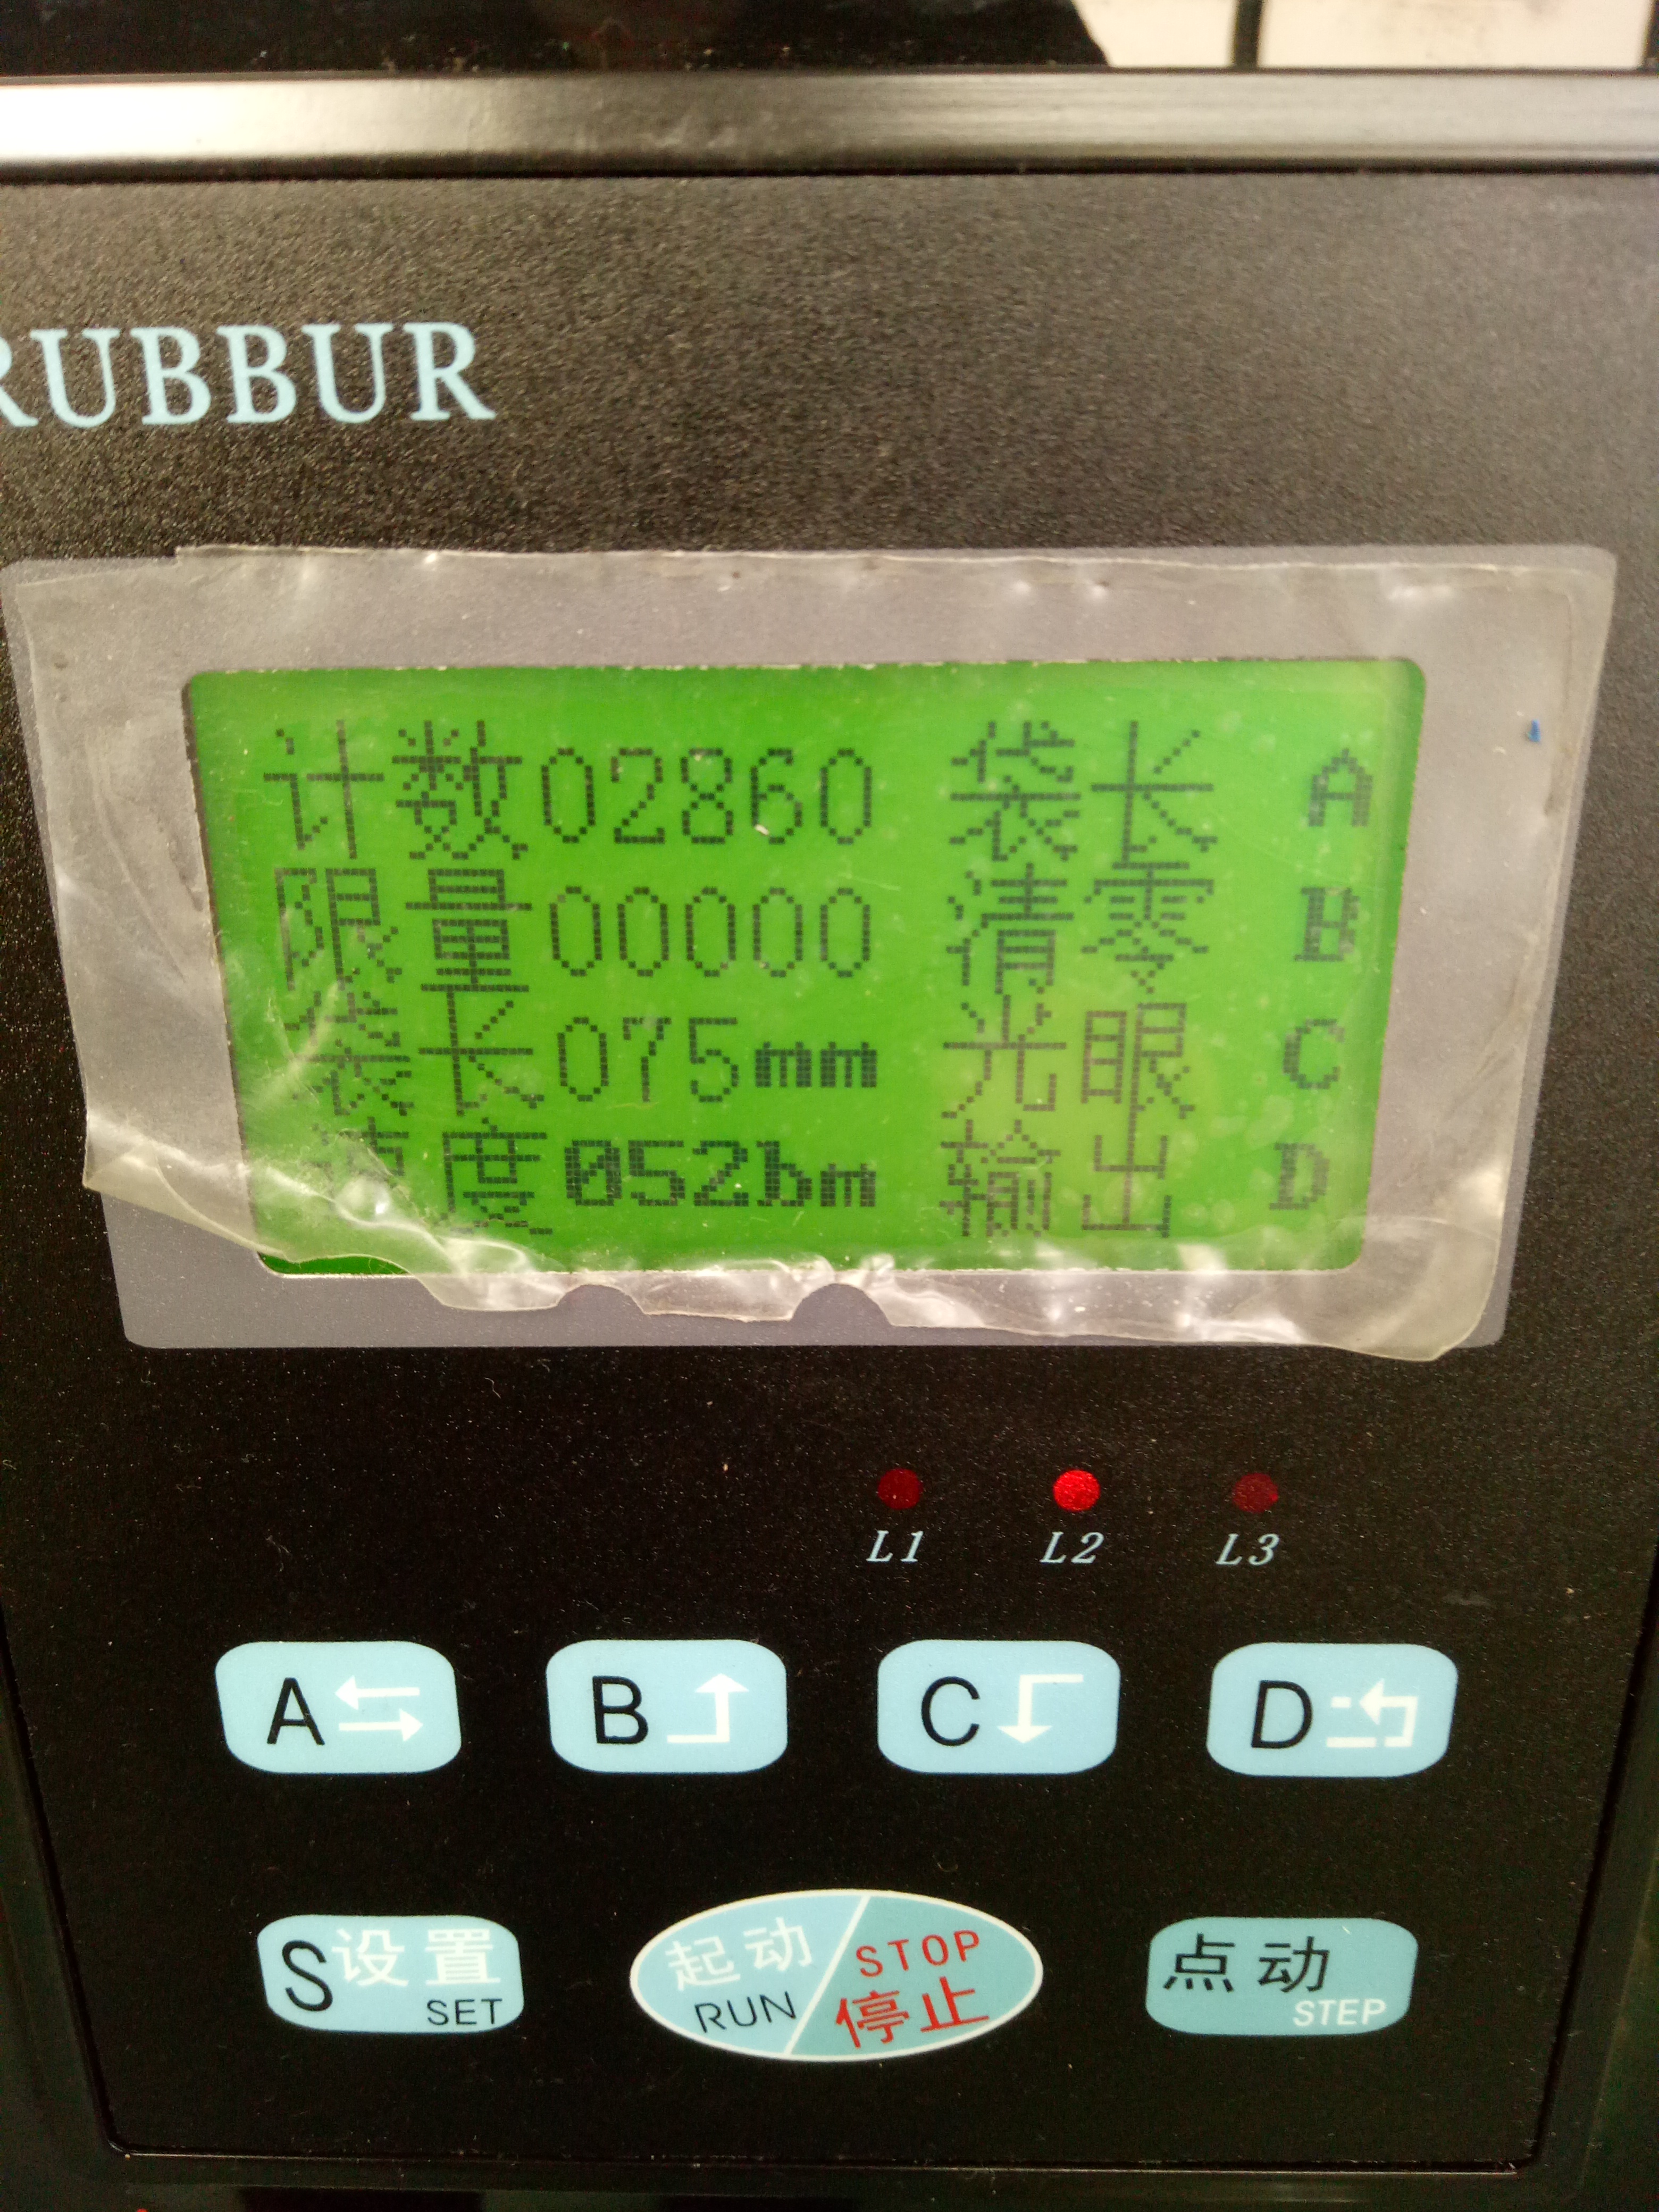 RUBBUR
计数02860 袋长 A
限量00000 清零 B
袋长075mm 光眼 C
速度052bm 输出 D
L1 L2 L3
A B C D
S设置 SET 起动 RUN STOP 停止 点动 STEP